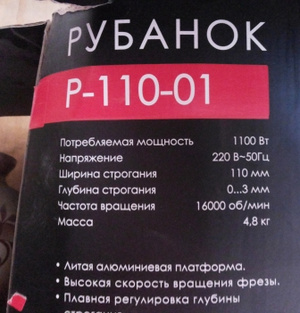 РУБАНОК
Р-110-01
Потребляемая мощность 1100 Вт
Напряжение 220 В~50Гц
Ширина строгания 110 мм
Глубина строгания 0...3 мм
Частота вращения 16000 об/мин
Масса 4,8 кг
• Литая алюминиевая платформа.
• Высокая скорость вращения фрезы.
• Плавная регулировка глубины